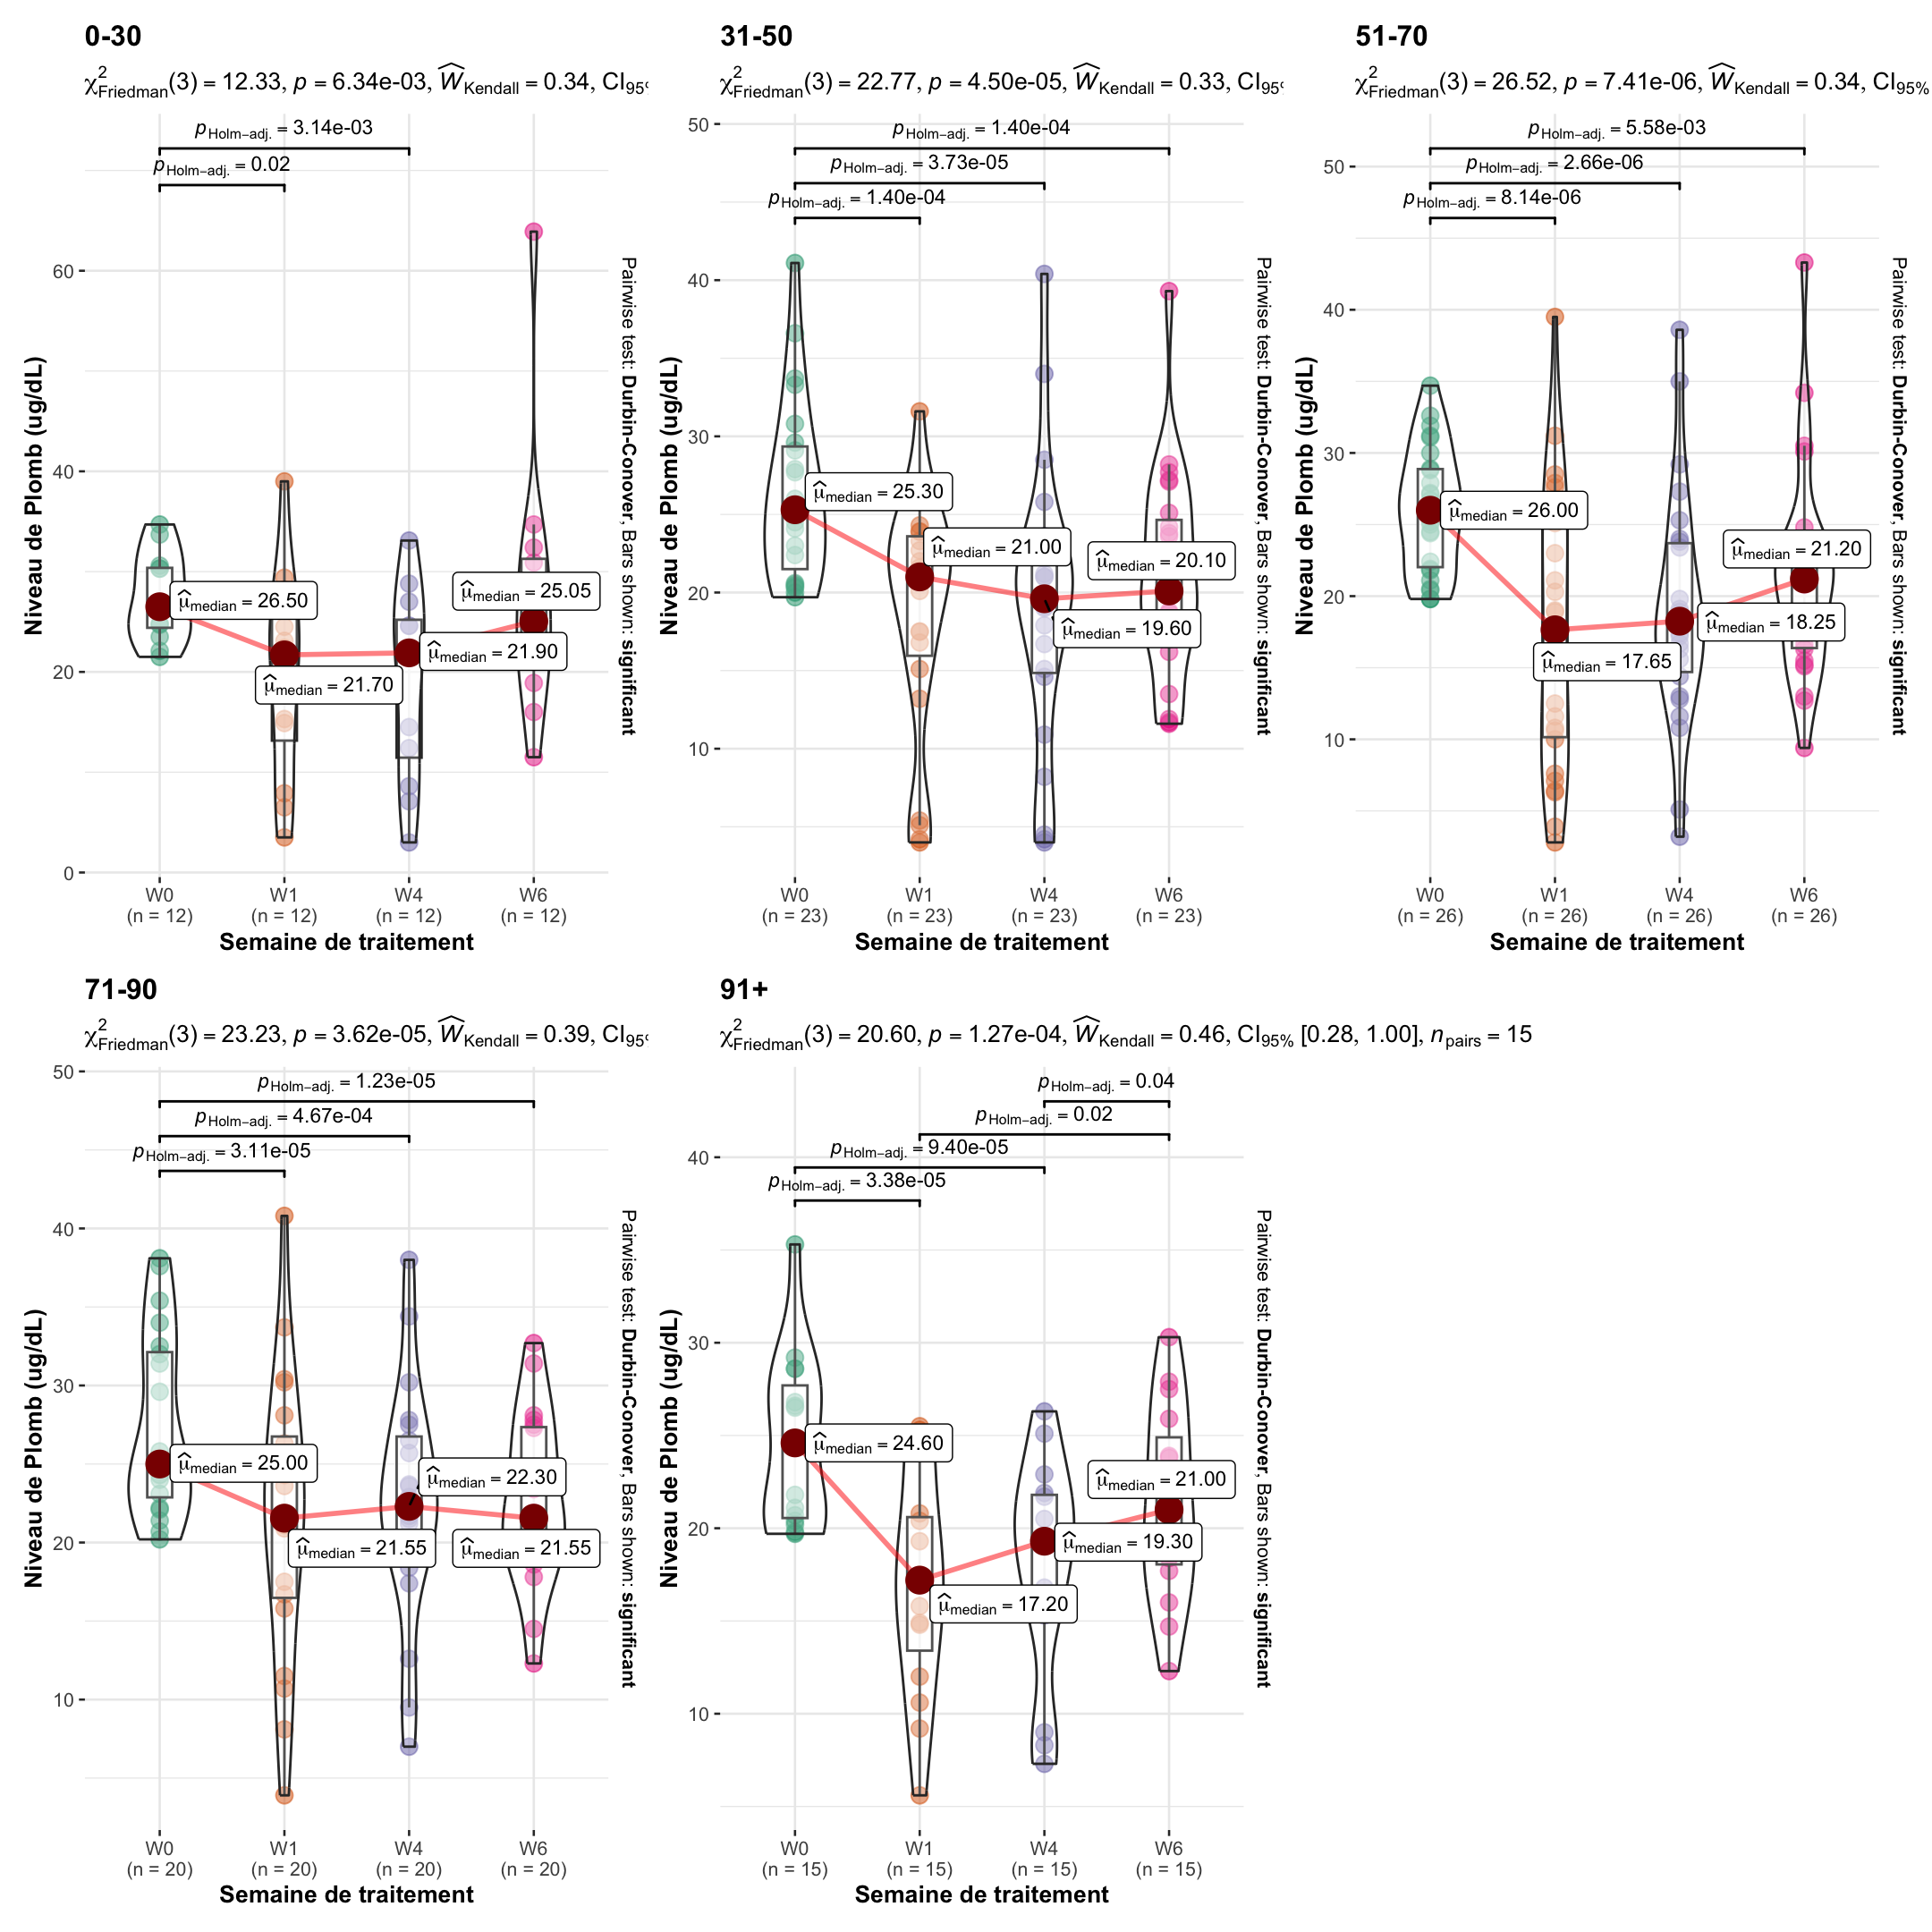 0-30
χ²Friedman(3) = 12.33, p = 6.34e-03, ŴKendall = 0.34, CI95%
pHolm−adj. = 3.14e-03
pHolm−adj. = 0.02
60
40
20
0
Niveau de Plomb (ug/dL)
μ̂median = 26.50
μ̂median = 25.05
μ̂median = 21.90
μ̂median = 21.70
Pairwise test: Durbin-Conover, Bars shown: significant
W0 W1 W4 W6
(n = 12) (n = 12) (n = 12) (n = 12)
Semaine de traitement
31-50
χ²Friedman(3) = 22.77, p = 4.50e-05, ŴKendall = 0.33, CI95%
pHolm−adj. = 1.40e-04
pHolm−adj. = 3.73e-05
pHolm−adj. = 1.40e-04
50
40
30
20
10
Niveau de Plomb (ug/dL)
μ̂median = 25.30
μ̂median = 21.00
μ̂median = 20.10
μ̂median = 19.60
Pairwise test: Durbin-Conover, Bars shown: significant
W0 W1 W4 W6
(n = 23) (n = 23) (n = 23) (n = 23)
Semaine de traitement
51-70
χ²Friedman(3) = 26.52, p = 7.41e-06, ŴKendall = 0.34, CI95%
pHolm−adj. = 5.58e-03
pHolm−adj. = 2.66e-06
pHolm−adj. = 8.14e-06
50
40
30
20
10
Niveau de Plomb (ug/dL)
μ̂median = 26.00
μ̂median = 21.20
μ̂median = 18.25
μ̂median = 17.65
Pairwise test: Durbin-Conover, Bars shown: significant
W0 W1 W4 W6
(n = 26) (n = 26) (n = 26) (n = 26)
Semaine de traitement
71-90
χ²Friedman(3) = 23.23, p = 3.62e-05, ŴKendall = 0.39, CI95%
pHolm−adj. = 1.23e-05
pHolm−adj. = 4.67e-04
pHolm−adj. = 3.11e-05
50
40
30
20
10
Niveau de Plomb (ug/dL)
μ̂median = 25.00
μ̂median = 22.30
μ̂median = 21.55
μ̂median = 21.55
Pairwise test: Durbin-Conover, Bars shown: significant
W0 W1 W4 W6
(n = 20) (n = 20) (n = 20) (n = 20)
Semaine de traitement
91+
χ²Friedman(3) = 20.60, p = 1.27e-04, ŴKendall = 0.46, CI95% [0.28, 1.00], npairs = 15
pHolm−adj. = 0.04
pHolm−adj. = 0.02
pHolm−adj. = 9.40e-05
pHolm−adj. = 3.38e-05
40
30
20
10
Niveau de Plomb (ug/dL)
μ̂median = 24.60
μ̂median = 21.00
μ̂median = 19.30
μ̂median = 17.20
Pairwise test: Durbin-Conover, Bars shown: significant
W0 W1 W4 W6
(n = 15) (n = 15) (n = 15) (n = 15)
Semaine de traitement